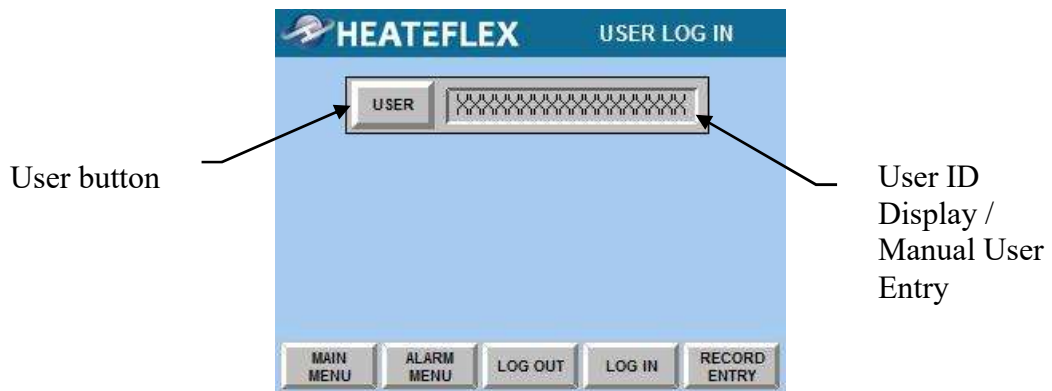 HEATEFLEX USER LOG IN
USER XXXXXXXXXXXXXXXX
User button
User ID
Display /
Manual User
Entry
MAIN
MENU
ALARM
MENU
LOG OUT
LOG IN
RECORD
ENTRY